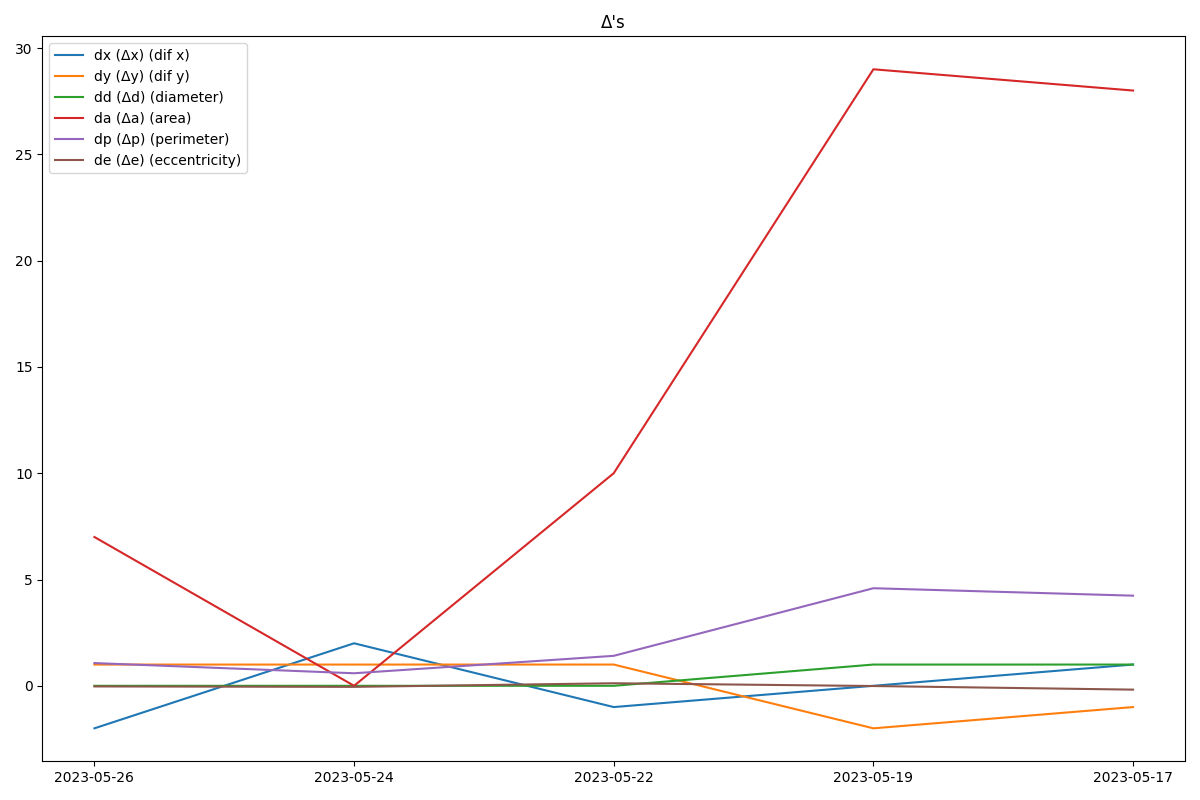 Δ's
dx (Δx) (dif x)
dy (Δy) (dif y)
dd (Δd) (diameter)
da (Δa) (area)
dp (Δp) (perimeter)
de (Δe) (eccentricity)
30
25
20
15
10
5
0
2023-05-26 2023-05-24 2023-05-22 2023-05-19 2023-05-17